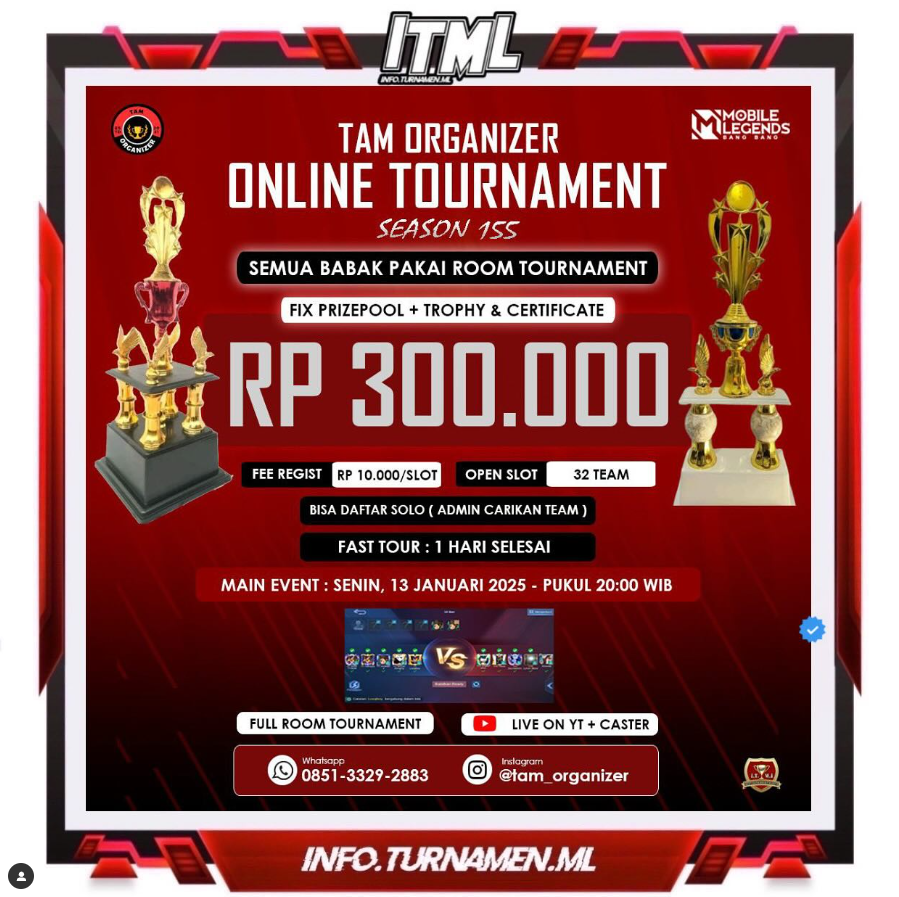 ITML
INFO.TURNAMEN.ML
TAM
ORGANIZER
MOBILE
LEGENDS
BANG BANG
TAM ORGANIZER
ONLINE TOURNAMENT
SEASON 155
SEMUA BABAK PAKAI ROOM TOURNAMENT
FIX PRIZEPOOL + TROPHY & CERTIFICATE
RP 300.000
FEE REGIST RP 10.000/SLOT OPEN SLOT 32 TEAM
BISA DAFTAR SOLO ( ADMIN CARIKAN TEAM )
FAST TOUR : 1 HARI SELESAI
MAIN EVENT : SENIN, 13 JANUARI 2025 - PUKUL 20:00 WIB
VS
FULL ROOM TOURNAMENT LIVE ON YT + CASTER
Whatsapp
0851-3329-2883
Instagram
@tam_organizer
INFO.TURNAMEN.ML